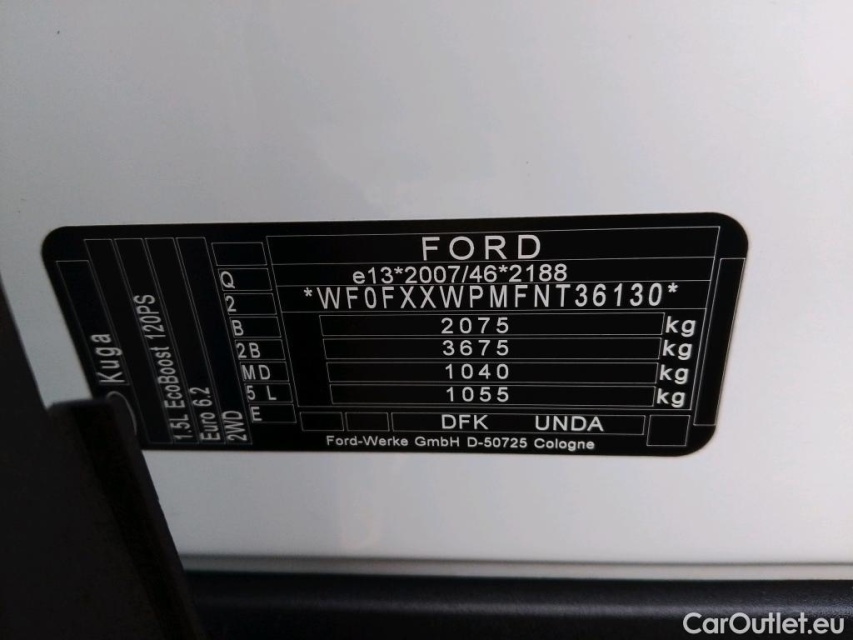 FORD
e13*2007/46*2188
*WF0FXXWPMFNT36130*
2075 kg
3675 kg
1040 kg
1055 kg
DFK UNDA
Ford-Werke GmbH D-50725 Cologne
Kuga
1.5L EcoBoost 120PS
Euro 6.2
2WD
Q
2
B
2B
MD
5 L
E
CarOutlet.eu